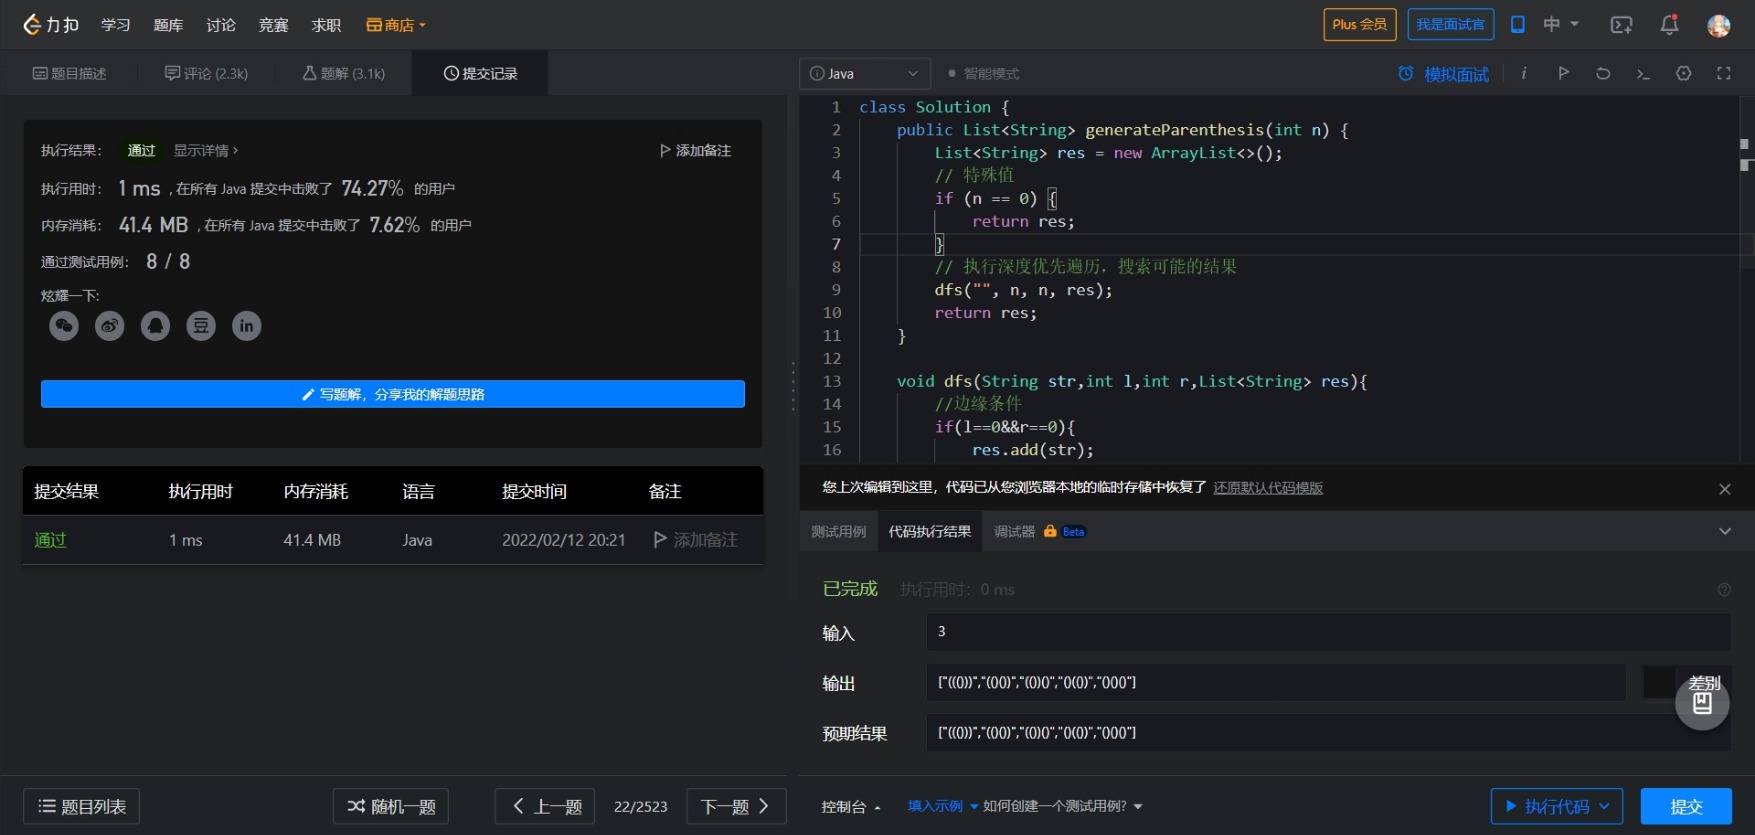 力扣 学习 题库 讨论 竞赛 求职 商店 Plus 会员 我是面试官 中
题目描述 评论 (2.3k) 题解 (3.1k) 提交记录
执行结果： 通过 显示详情 > 添加备注
执行用时： 1 ms , 在所有 Java 提交中击败了 74.27% 的用户
内存消耗： 41.4 MB , 在所有 Java 提交中击败了 7.62% 的用户
通过测试用例： 8 / 8
炫耀一下:
写题解，分享我的解题思路
提交结果 执行用时 内存消耗 语言 提交时间 备注
通过 1 ms 41.4 MB Java 2022/02/12 20:21 添加备注
题目列表 随机一题 上一题 22/2523 下一题
Java 智能模式 模拟面试
1 class Solution {
2 public List<String> generateParenthesis(int n) {
3 List<String> res = new ArrayList<>();
4 // 特殊值
5 if (n == 0) {
6 return res;
7 }
8 // 执行深度优先遍历，搜索可能的结果
9 dfs("", n, n, res);
10 return res;
11 }
12
13 void dfs(String str,int l,int r,List<String> res){
14 //边缘条件
15 if(l==0&&r==0){
16 res.add(str);
您上次编辑到这里，代码已从您浏览器本地的临时存储中恢复了 还原默认代码模版
测试用例 代码执行结果 调试器 Beta
已完成 执行用时：0 ms
输入 3
输出 ["((()))","(()())","(())()","()(())","()()()"]
差别
预期结果 ["((()))","(()())","(())()","()(())","()()()"]
控制台 填入示例 如何创建一个测试用例? 执行代码 提交